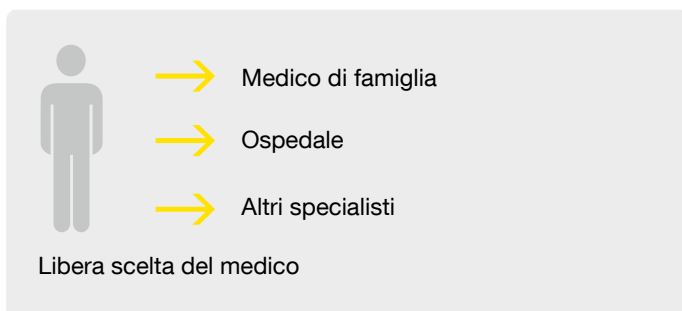 Medico di famiglia
Ospedale
Altri specialisti
Libera scelta del medico